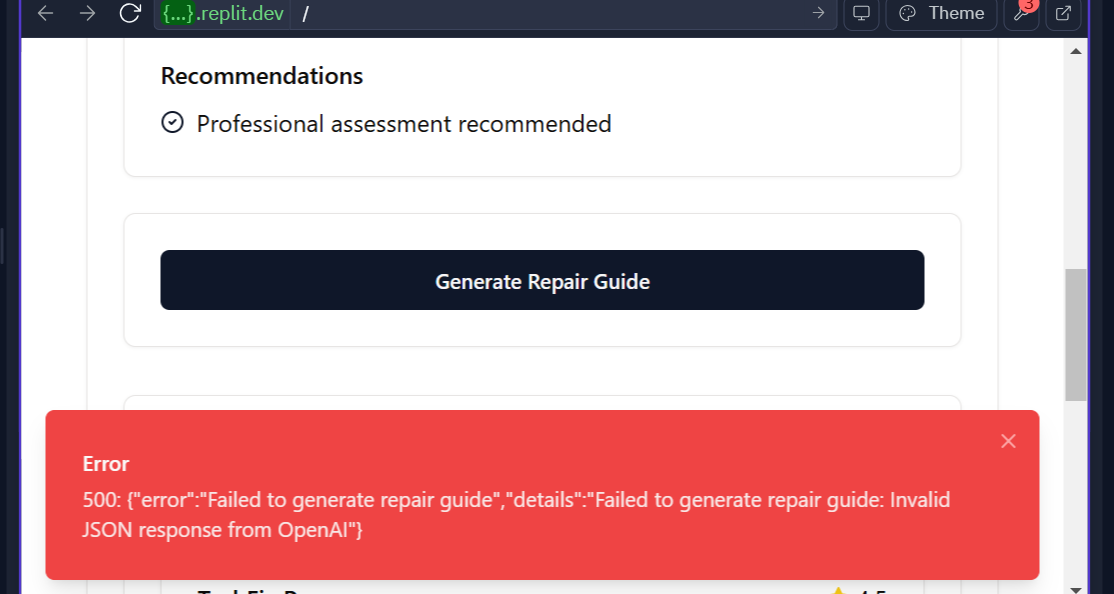 {...}.replit.dev /
Theme
3
Recommendations
Professional assessment recommended
Generate Repair Guide
Error
500: {"error":"Failed to generate repair guide","details":"Failed to generate repair guide: Invalid
JSON response from OpenAI"}